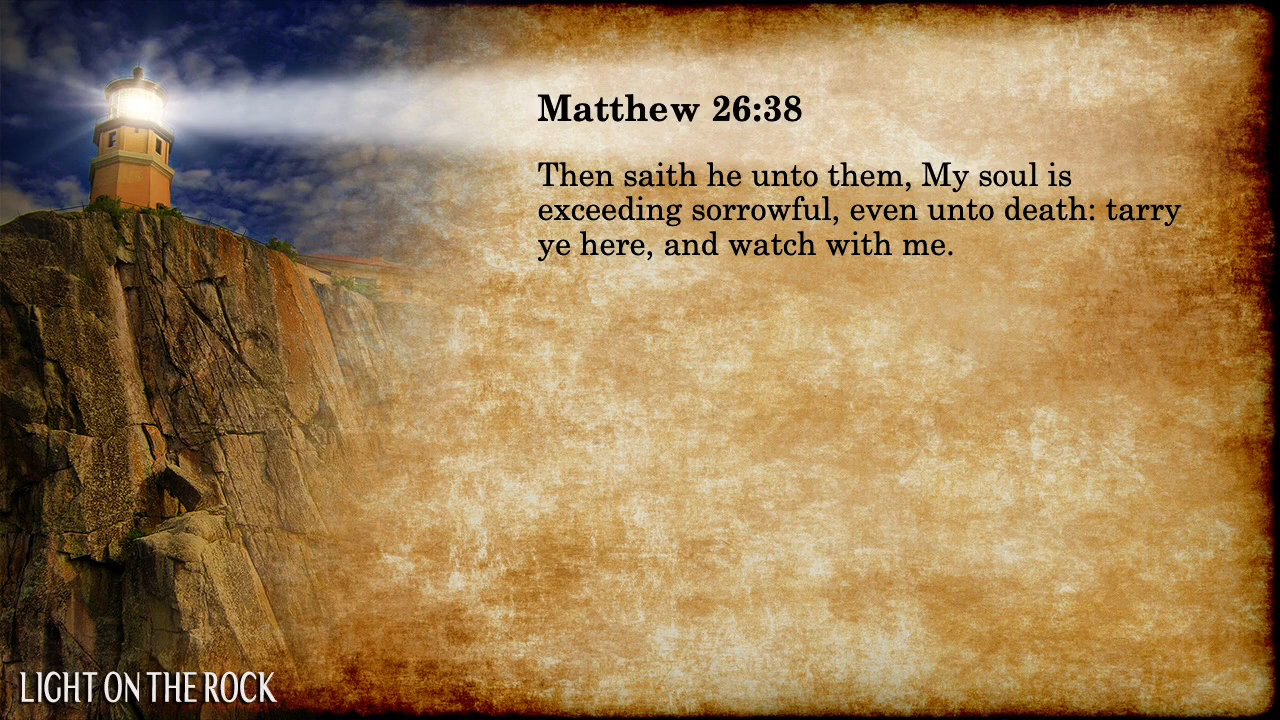 Matthew 26:38
Then saith he unto them, My soul is
exceeding sorrowful, even unto death: tarry
ye here, and watch with me.
LIGHT ON THE ROCK